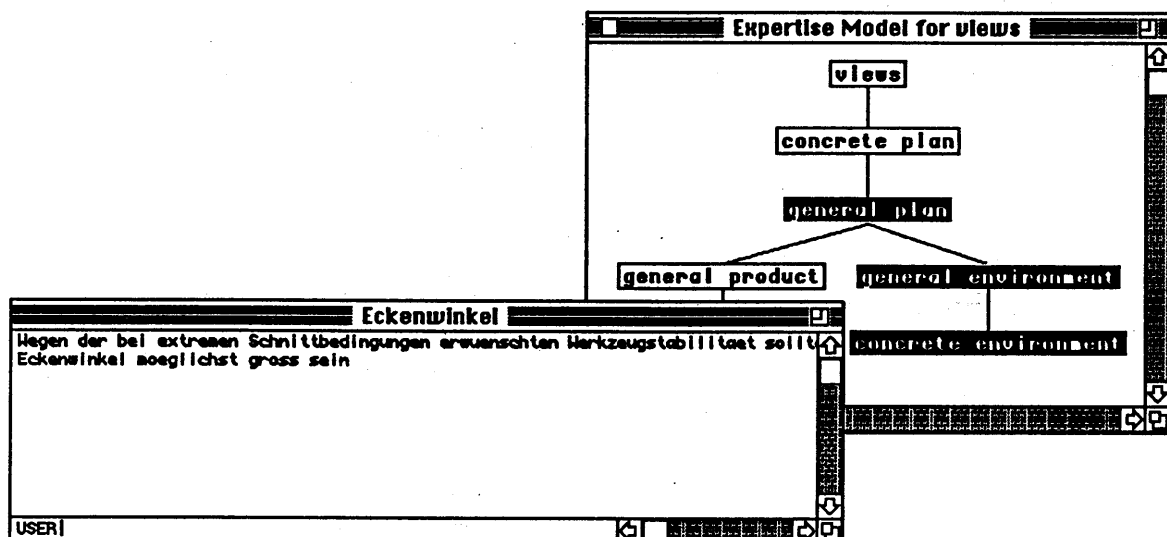 Expertise Model for views
views
concrete plan
general plan
general product
general environment
concrete environment
Eckenwinkel
Wegen der bei extremen Schnittbedingungen erwuenschten Werkzeugstabilitaet sollt
Eckenwinkel moeglichst gross sein
USER